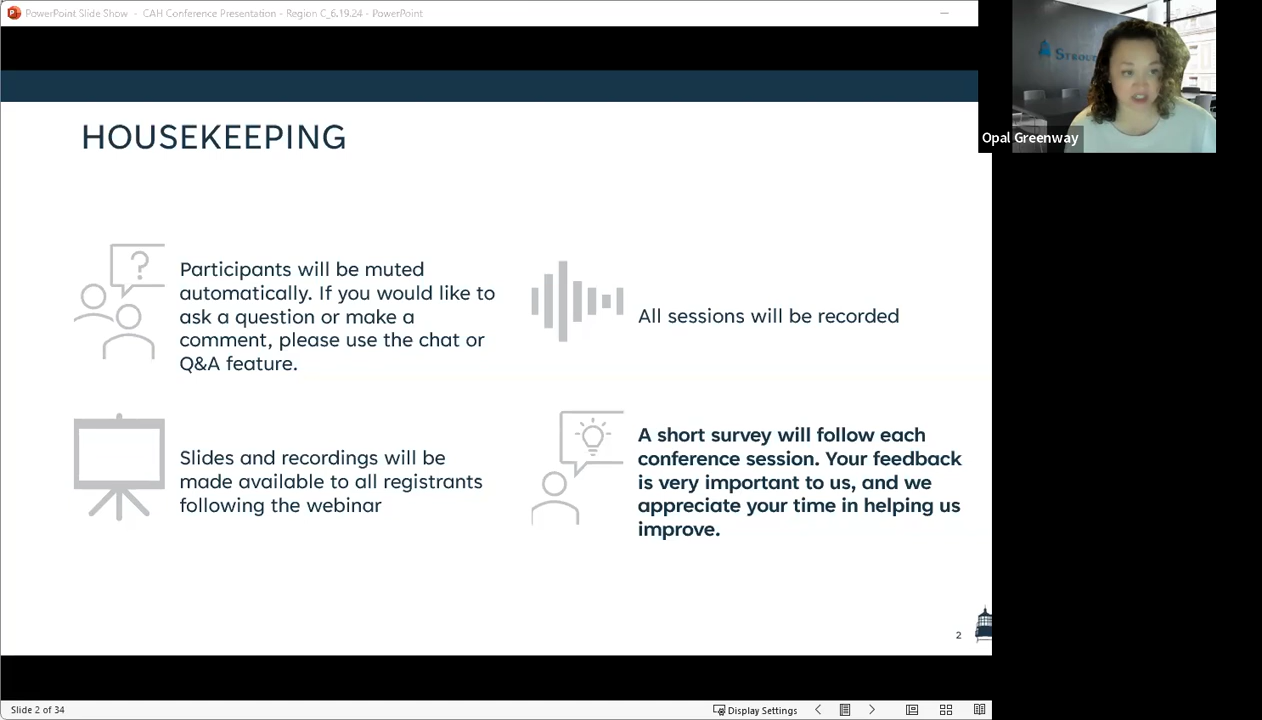 PowerPoint Slide Show - CAH Conference Presentation - Region C_6.19.24 - PowerPoint
Opal Greenway
HOUSEKEEPING
?
Participants will be muted
automatically. If you would like to
ask a question or make a
comment, please use the chat or
Q&A feature.
All sessions will be recorded
Slides and recordings will be
made available to all registrants
following the webinar
A short survey will follow each
conference session. Your feedback
is very important to us, and we
appreciate your time in helping us
improve.
2
Slide 2 of 34
Display Settings